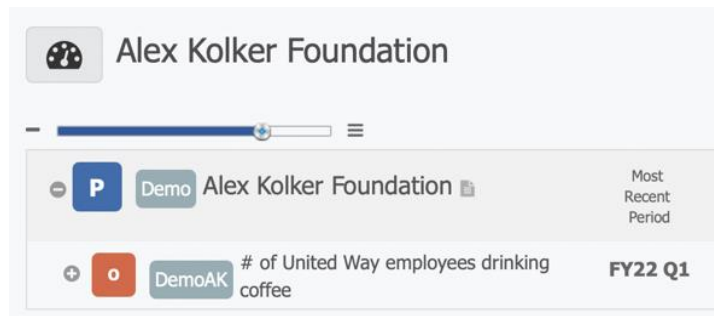 Alex Kolker Foundation
P Demo Alex Kolker Foundation
Most
Recent
Period
o DemoAK # of United Way employees drinking
coffee
FY22 Q1